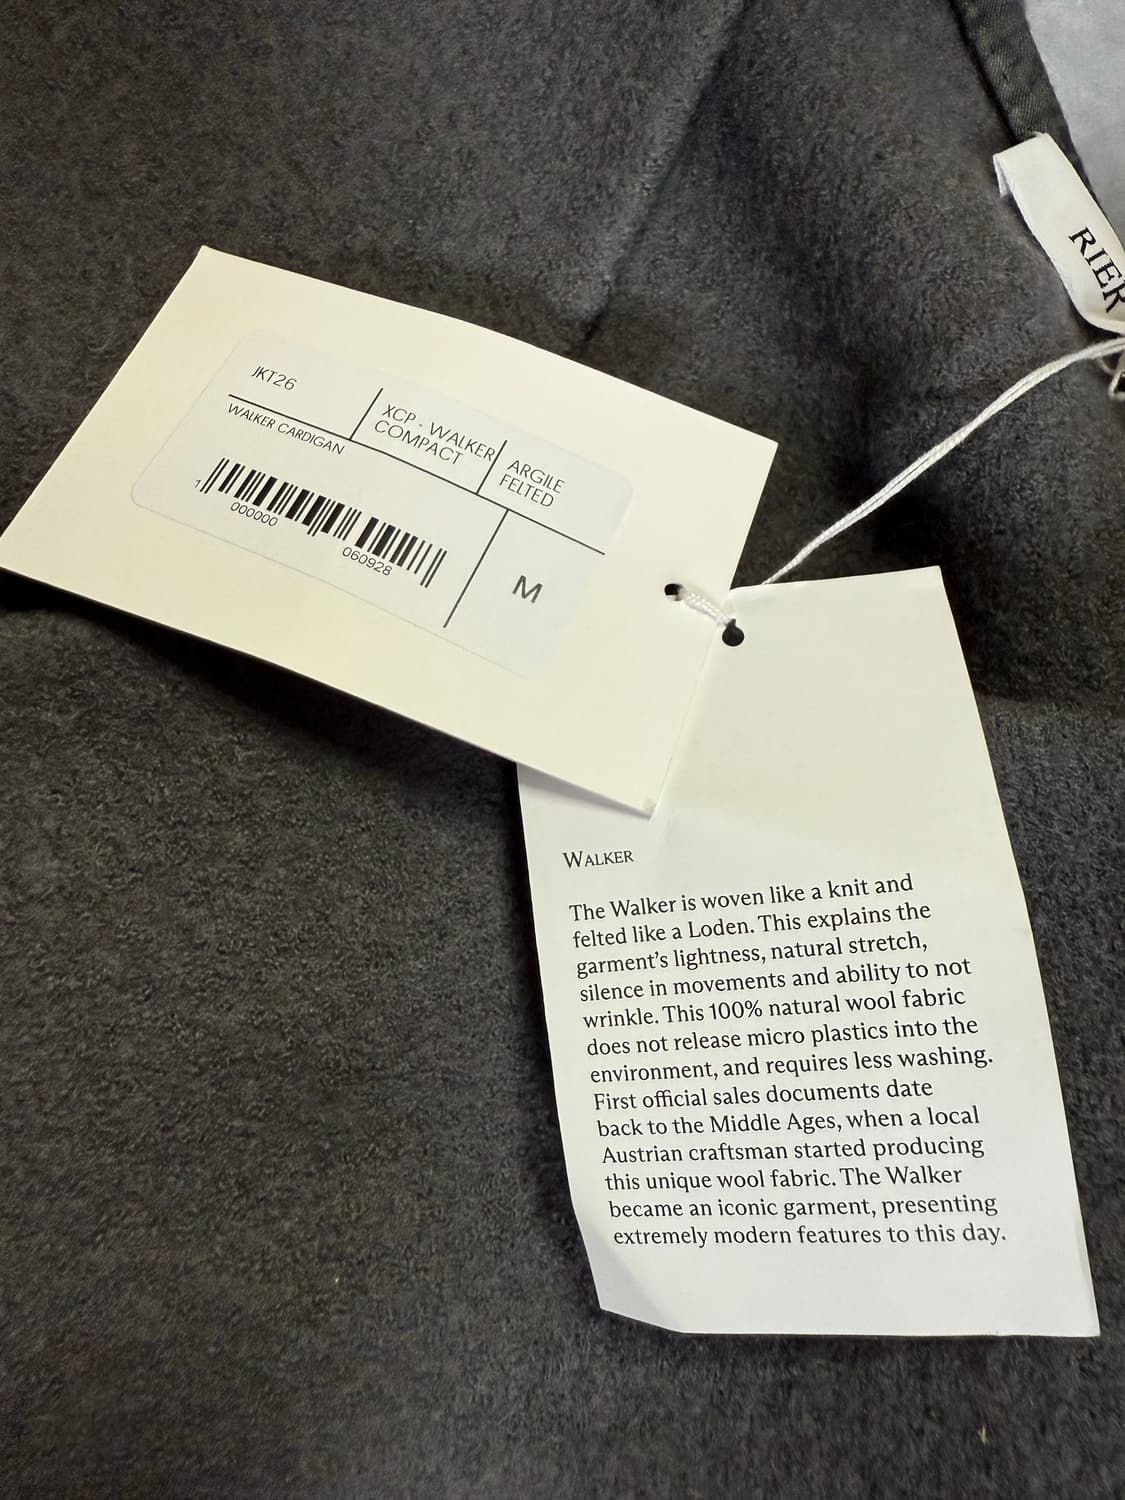 RIER
JKT26
XCP - WALKER
COMPACT
ARGILE
FELTED
WALKER CARDIGAN
1
000000
060928
M
WALKER
The Walker is woven like a knit and
felted like a Loden. This explains the
garment's lightness, natural stretch,
silence in movements and ability to not
wrinkle. This 100% natural wool fabric
does not release micro plastics into the
environment, and requires less washing.
First official sales documents date
back to the Middle Ages, when a local
Austrian craftsman started producing
this unique wool fabric. The Walker
became an iconic garment, presenting
extremely modern features to this day.